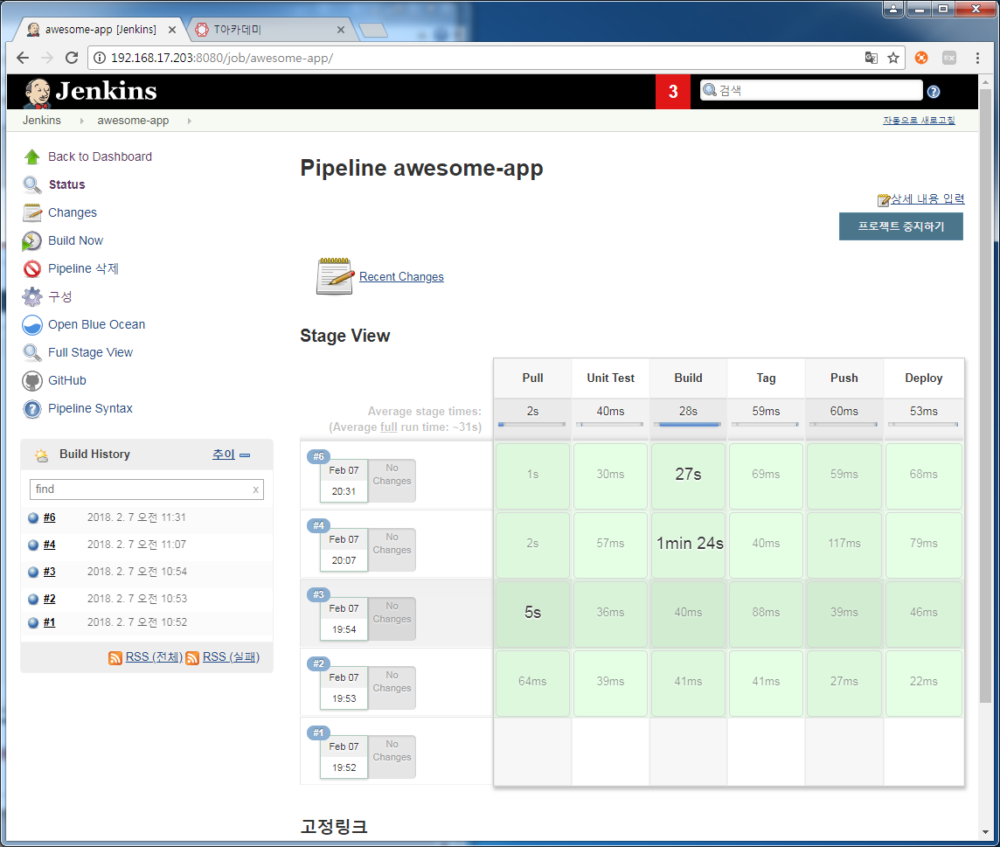 awesome-app [Jenkins]
T아카데미
192.168.17.203:8080/job/awesome-app/
Jenkins
3
검색
Jenkins
awesome-app
자동으로 새로고침
Back to Dashboard
Status
Changes
Build Now
Pipeline 삭제
구성
Open Blue Ocean
Full Stage View
GitHub
Pipeline Syntax
Build History
추이
find
x
#6 2018. 2. 7 오전 11:31
#4 2018. 2. 7 오전 11:07
#3 2018. 2. 7 오전 10:54
#2 2018. 2. 7 오전 10:53
#1 2018. 2. 7 오전 10:52
RSS (전체) RSS (실패)
Pipeline awesome-app
상세 내용 입력
프로젝트 중지하기
Recent Changes
Stage View
Pull Unit Test Build Tag Push Deploy
Average stage times:
(Average full run time: ~31s)
2s 40ms 28s 59ms 60ms 53ms
#6
Feb 07
20:31
No
Changes
1s 30ms 27s 69ms 59ms 68ms
#4
Feb 07
20:07
No
Changes
2s 57ms 1min 24s 40ms 117ms 79ms
#3
Feb 07
19:54
No
Changes
5s 36ms 40ms 88ms 39ms 46ms
#2
Feb 07
19:53
No
Changes
64ms 39ms 41ms 41ms 27ms 22ms
#1
Feb 07
19:52
No
Changes
고정링크